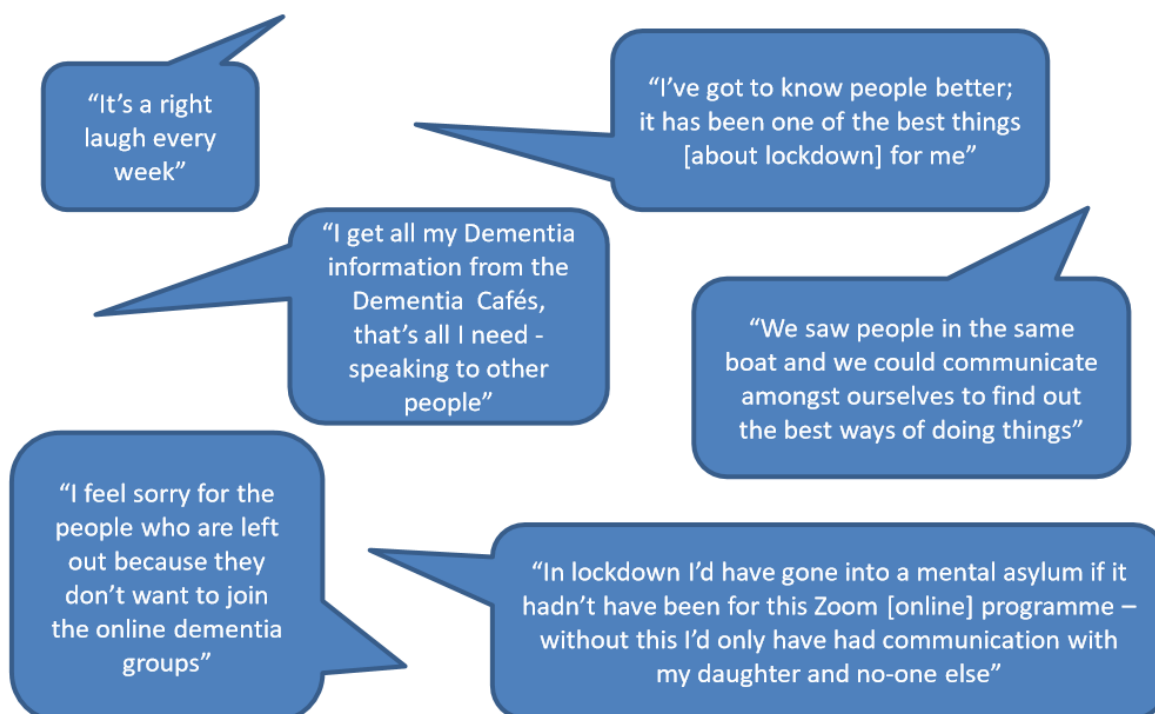 “It’s a right
laugh every
week”
“I’ve got to know people better;
it has been one of the best things
[about lockdown] for me”
“I get all my Dementia
information from the
Dementia Cafés,
that’s all I need -
speaking to other
people”
“We saw people in the same
boat and we could communicate
amongst ourselves to find out
the best ways of doing things”
“I feel sorry for the
people who are left
out because they
don’t want to join
the online dementia
groups”
“In lockdown I’d have gone into a mental asylum if it
hadn’t have been for this Zoom [online] programme –
without this I’d only have had communication with
my daughter and no-one else”